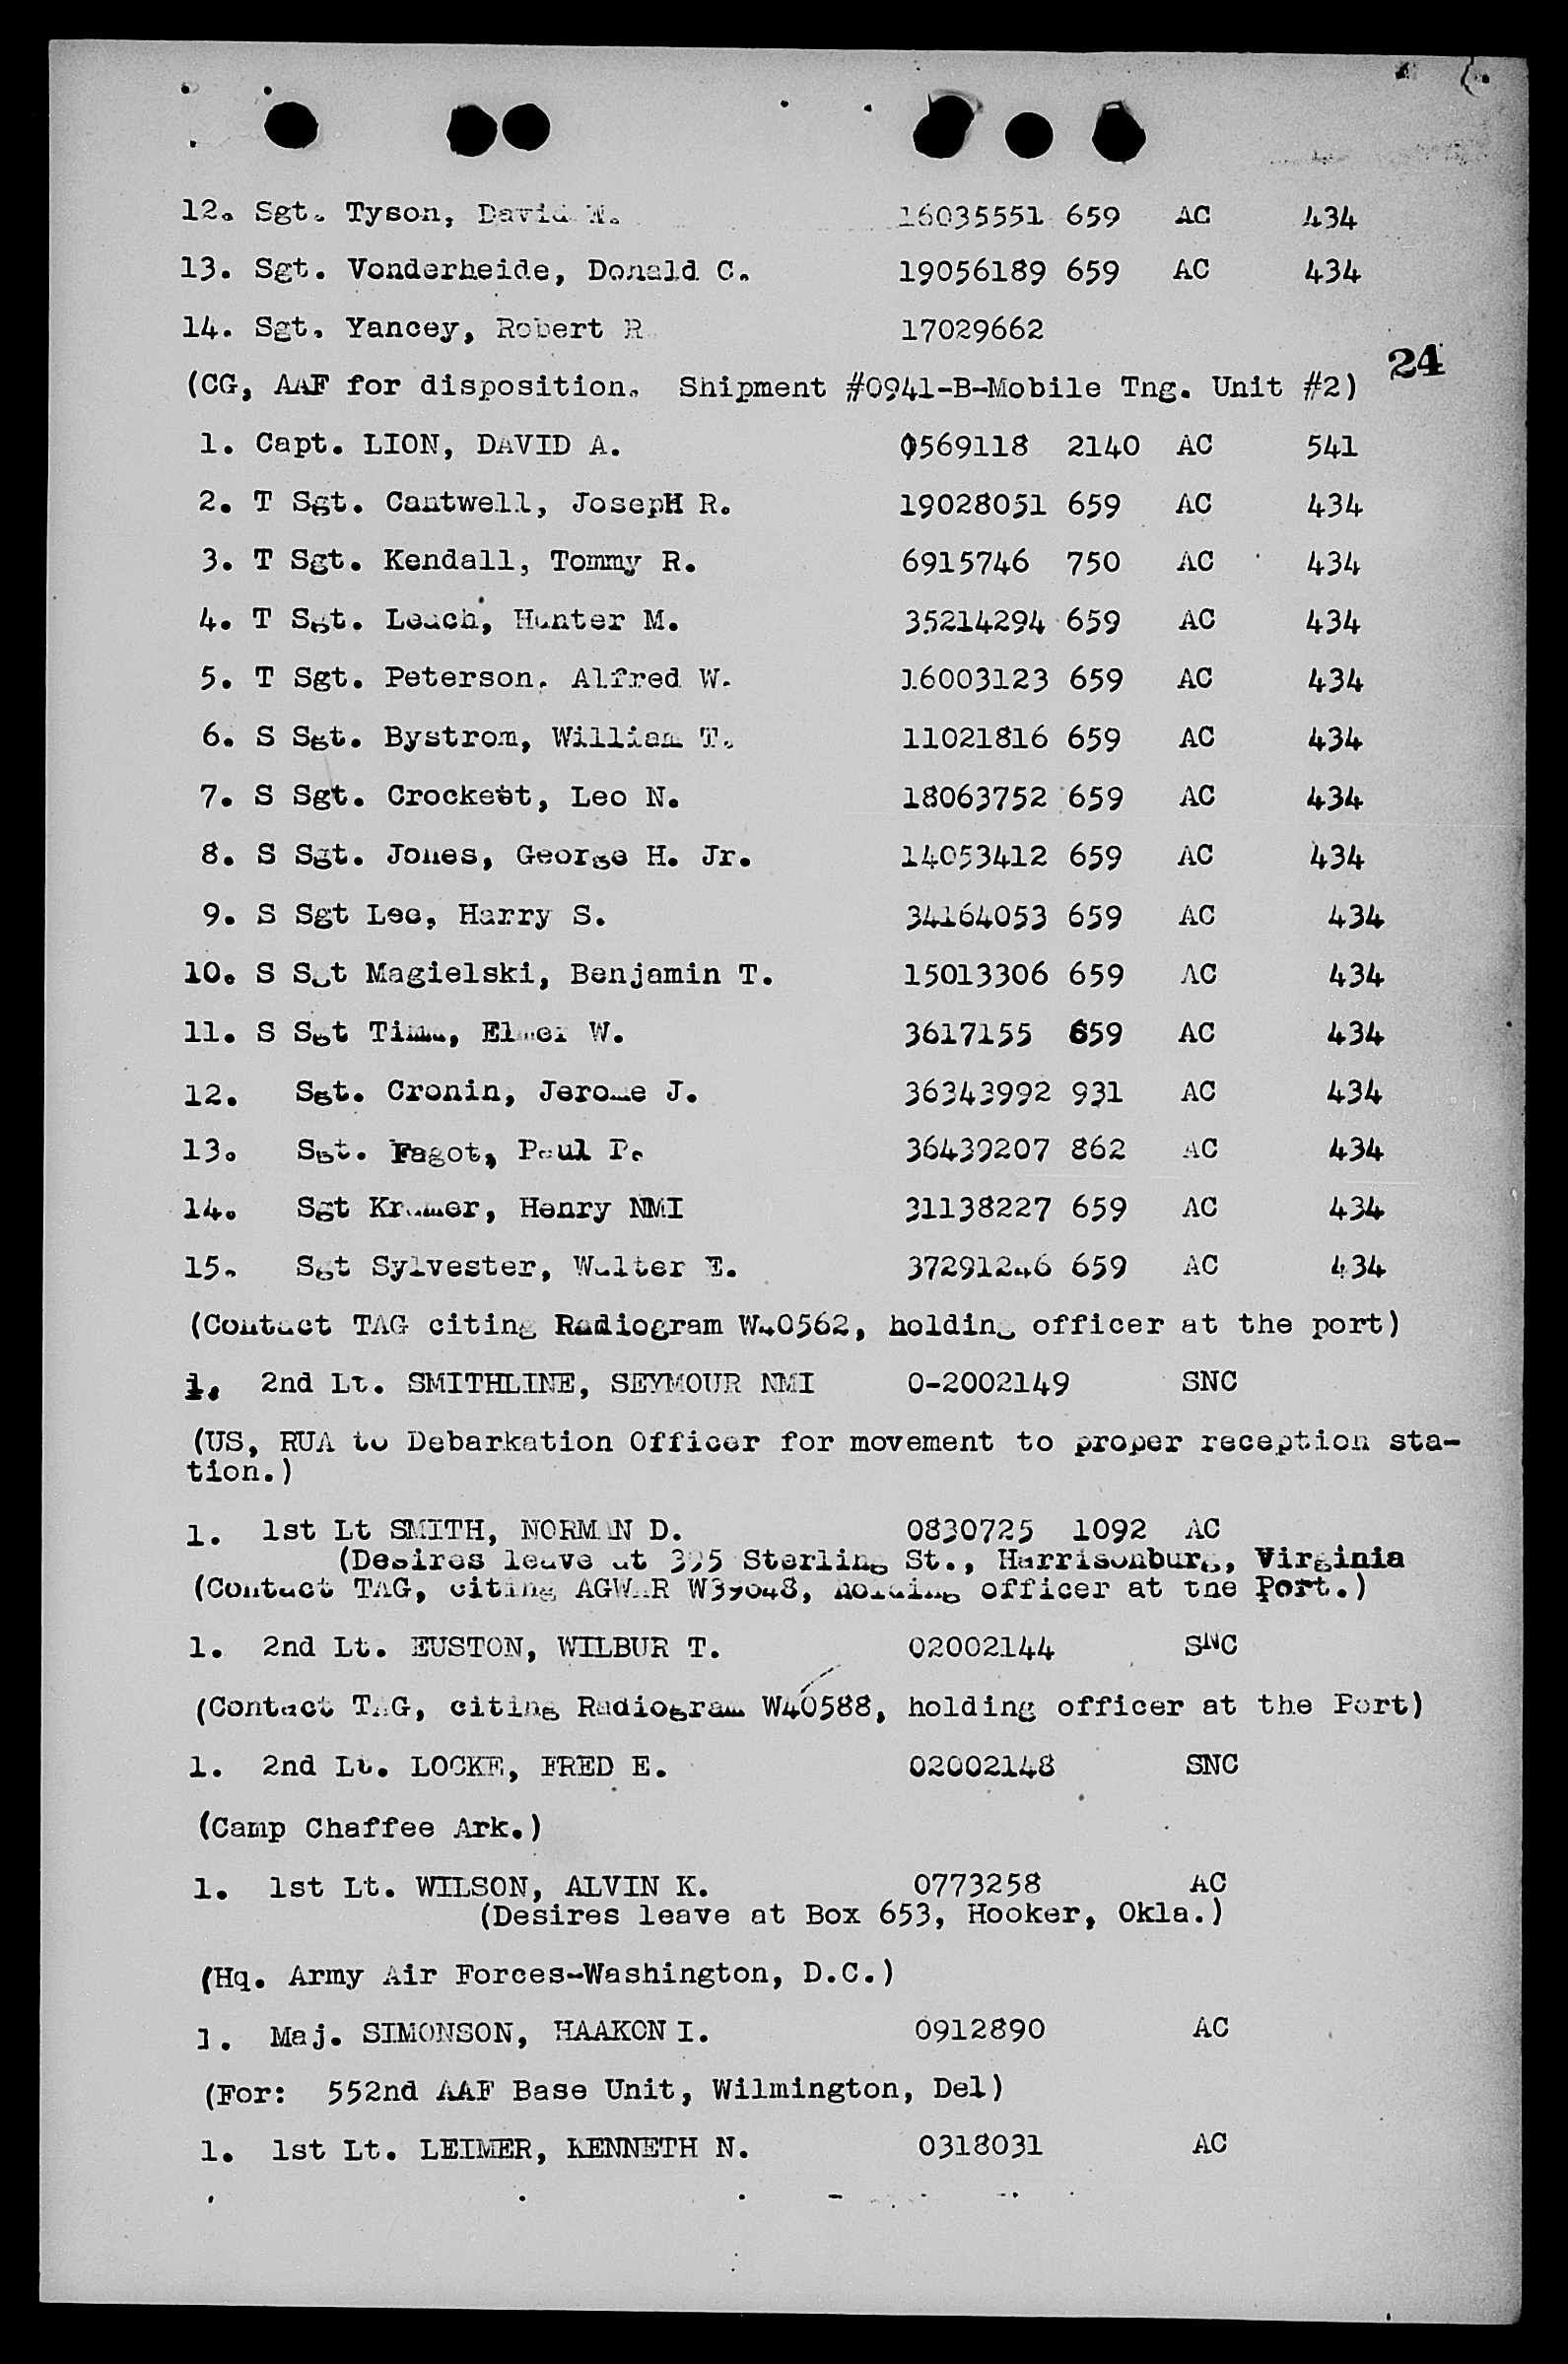 12. Sgt. Tyson, David W. 16035551 659 AC 434
13. Sgt. Vonderheide, Donald C. 19056189 659 AC 434
14. Sgt. Yancey, Robert R 17029662
24
(CG, AAF for disposition. Shipment #0941-B-Mobile Tng. Unit #2)
1. Capt. LION, DAVID A. 0569118 2140 AC 541
2. T Sgt. Cantwell, JosepH R. 19028051 659 AC 434
3. T Sgt. Kendall, Tommy R. 6915746 750 AC 434
4. T Sgt. Leach, Hunter M. 35214294 659 AC 434
5. T Sgt. Peterson, Alfred W. 16003123 659 AC 434
6. S Sgt. Bystrom, William T. 11021816 659 AC 434
7. S Sgt. Crockett, Leo N. 18063752 659 AC 434
8. S Sgt. Jones, George H. Jr. 14053412 659 AC 434
9. S Sgt Lee, Harry S. 34164053 659 AC 434
10. S Sgt Magielski, Benjamin T. 15013306 659 AC 434
11. S Sgt Timm, Elmer W. 3617155 659 AC 434
12. Sgt. Cronin, Jerome J. 36343992 931 AC 434
13. Sgt. Fagot, Paul P. 36439207 862 AC 434
14. Sgt Kramer, Henry NMI 31138227 659 AC 434
15. Sgt Sylvester, Walter E. 37291246 659 AC 434
(Contact TAG citing Radiogram W40562, holding officer at the port)
1. 2nd Lt. SMITHLINE, SEYMOUR NMI 0-2002149 SNC
(US, RUA to Debarkation Officer for movement to proper reception sta-
tion.)
1. 1st Lt SMITH, NORMAN D. 0830725 1092 AC
(Desires leave at 395 Sterling St., Harrisonburg, Virginia
(Contact TAG, citing AGWAR W39048, holding officer at the Port.)
1. 2nd Lt. EUSTON, WILBUR T. 02002144 SNC
(Contact TAG, citing Radiogram W40588, holding officer at the Port)
1. 2nd Lt. LOCKE, FRED E. 02002148 SNC
(Camp Chaffee Ark.)
1. 1st Lt. WILSON, ALVIN K. 0773258 AC
(Desires leave at Box 653, Hooker, Okla.)
(Hq. Army Air Forces-Washington, D.C.)
1. Maj. SIMONSON, HAAKON I. 0912890 AC
(For: 552nd AAF Base Unit, Wilmington, Del)
1. 1st Lt. LEIMER, KENNETH N. 0318031 AC